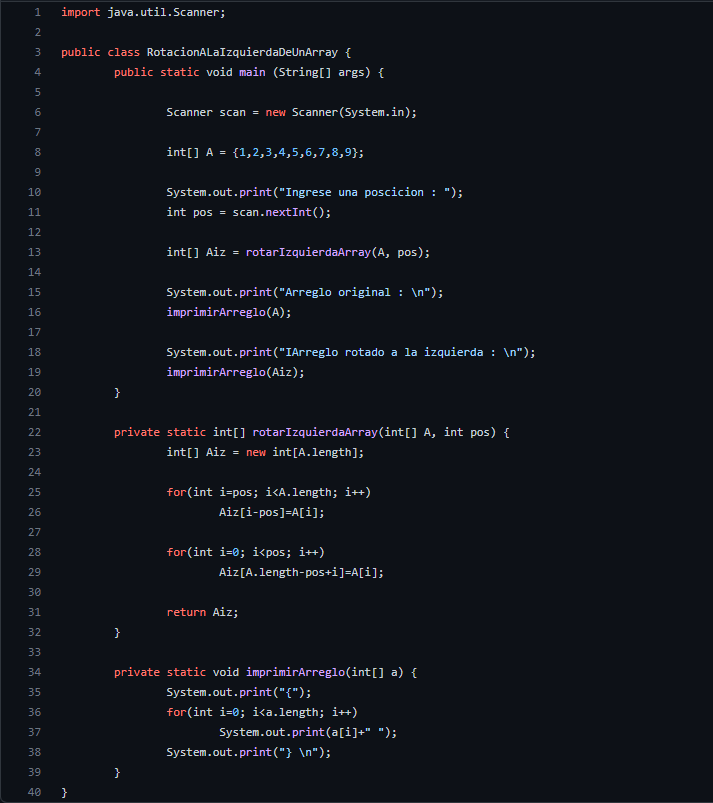 1 import java.util.Scanner;
2
3 public class RotacionALaIzquierdaDeUnArray {
4 public static void main (String[] args) {
5
6 Scanner scan = new Scanner(System.in);
7
8 int[] A = {1,2,3,4,5,6,7,8,9};
9
10 System.out.print("Ingrese una poscicion : ");
11 int pos = scan.nextInt();
12
13 int[] Aiz = rotarIzquierdaArray(A, pos);
14
15 System.out.print("Arreglo original : \n");
16 imprimirArreglo(A);
17
18 System.out.print("IArreglo rotado a la izquierda : \n");
19 imprimirArreglo(Aiz);
20 }
21
22 private static int[] rotarIzquierdaArray(int[] A, int pos) {
23 int[] Aiz = new int[A.length];
24
25 for(int i=pos; i<A.length; i++)
26 Aiz[i-pos]=A[i];
27
28 for(int i=0; i<pos; i++)
29 Aiz[A.length-pos+i]=A[i];
30
31 return Aiz;
32 }
33
34 private static void imprimirArreglo(int[] a) {
35 System.out.print("{");
36 for(int i=0; i<a.length; i++)
37 System.out.print(a[i]+" ");
38 System.out.print("} \n");
39 }
40 }